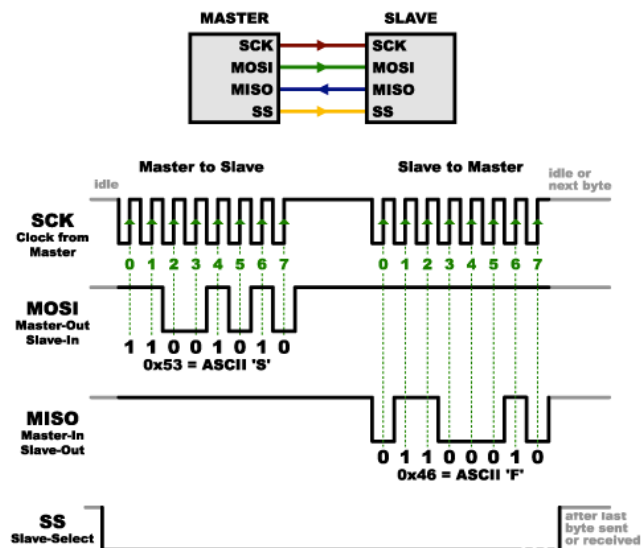 MASTER SLAVE
SCK SCK
MOSI MOSI
MISO MISO
SS SS
Master to Slave Slave to Master
idle idle or
next byte
SCK
Clock from
Master
0 1 2 3 4 5 6 7 0 1 2 3 4 5 6 7
MOSI
Master-Out
Slave-In
1 1 0 0 1 0 1 0
0x53 = ASCII 'S'
MISO
Master-In
Slave-Out
0 1 1 0 0 0 1 0
0x46 = ASCII 'F'
SS
Slave-Select
after last
byte sent
or received